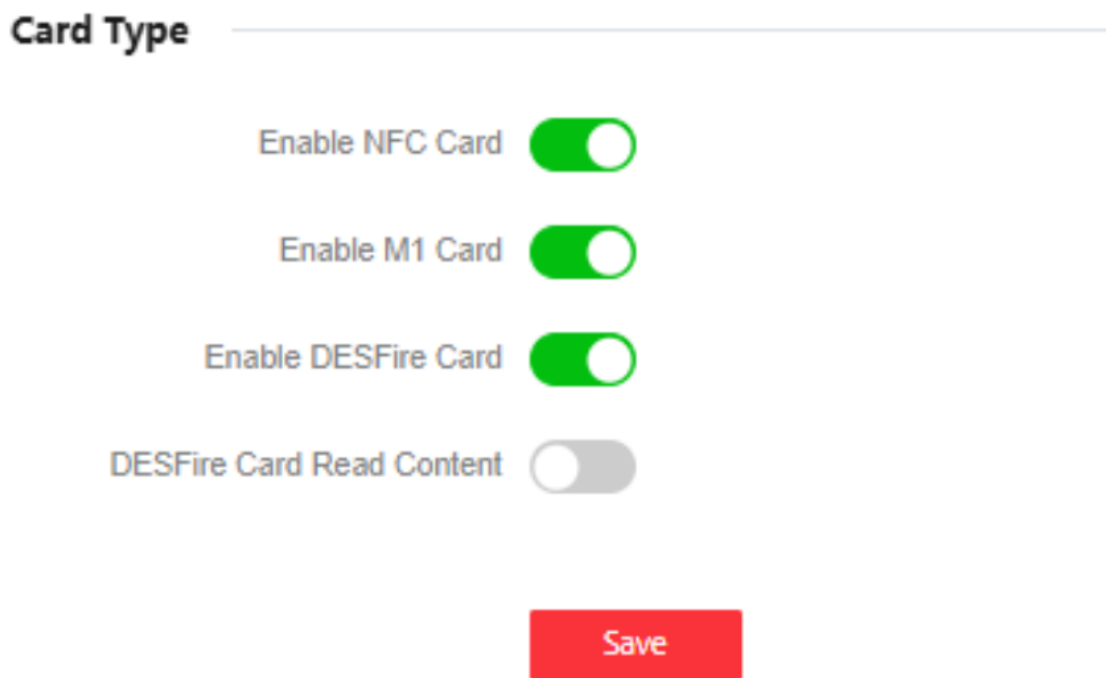 Card Type
Enable NFC Card
Enable M1 Card
Enable DESFire Card
DESFire Card Read Content
Save